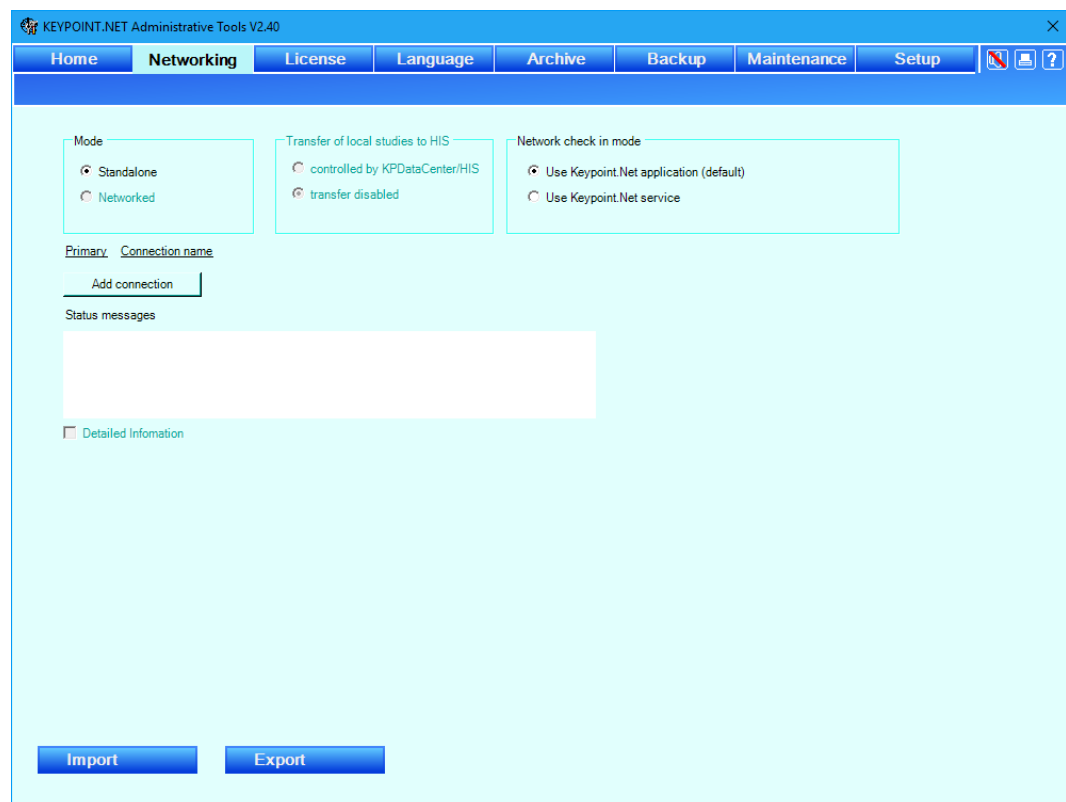 KEYPOINT.NET Administrative Tools V2.40
Home Networking License Language Archive Backup Maintenance Setup ?
Mode
Standalone
Networked
Transfer of local studies to HIS
controlled by KPDataCenter/HIS
transfer disabled
Network check in mode
Use Keypoint.Net application (default)
Use Keypoint.Net service
Primary Connection name
Add connection
Status messages
Detailed Infomation
Import Export